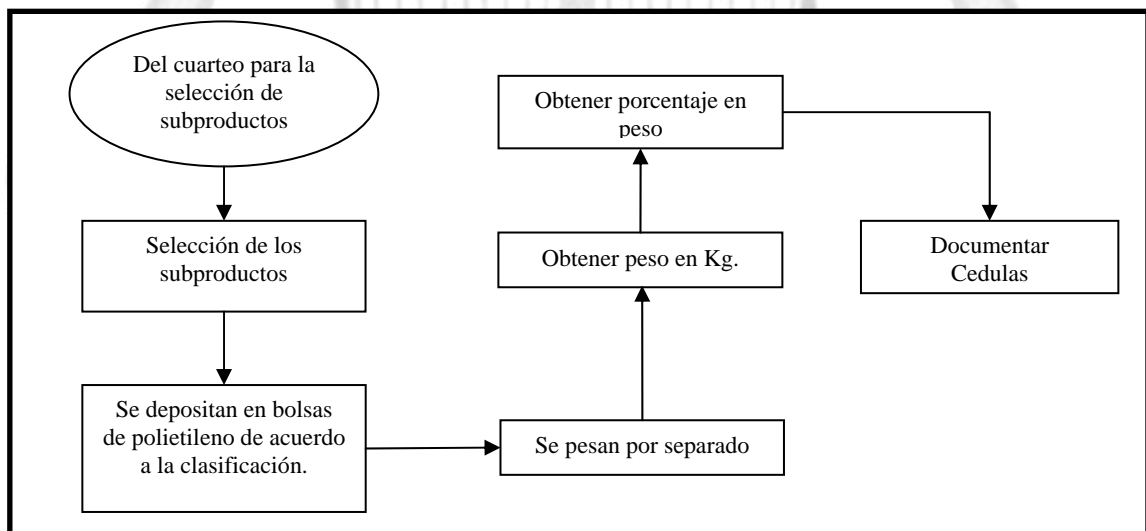 Del cuarteo para la
selección de
subproductos
Selección de los
subproductos
Se depositan en bolsas
de polietileno de acuerdo
a la clasificación.
Se pesan por separado
Obtener peso en Kg.
Obtener porcentaje en
peso
Documentar
Cedulas